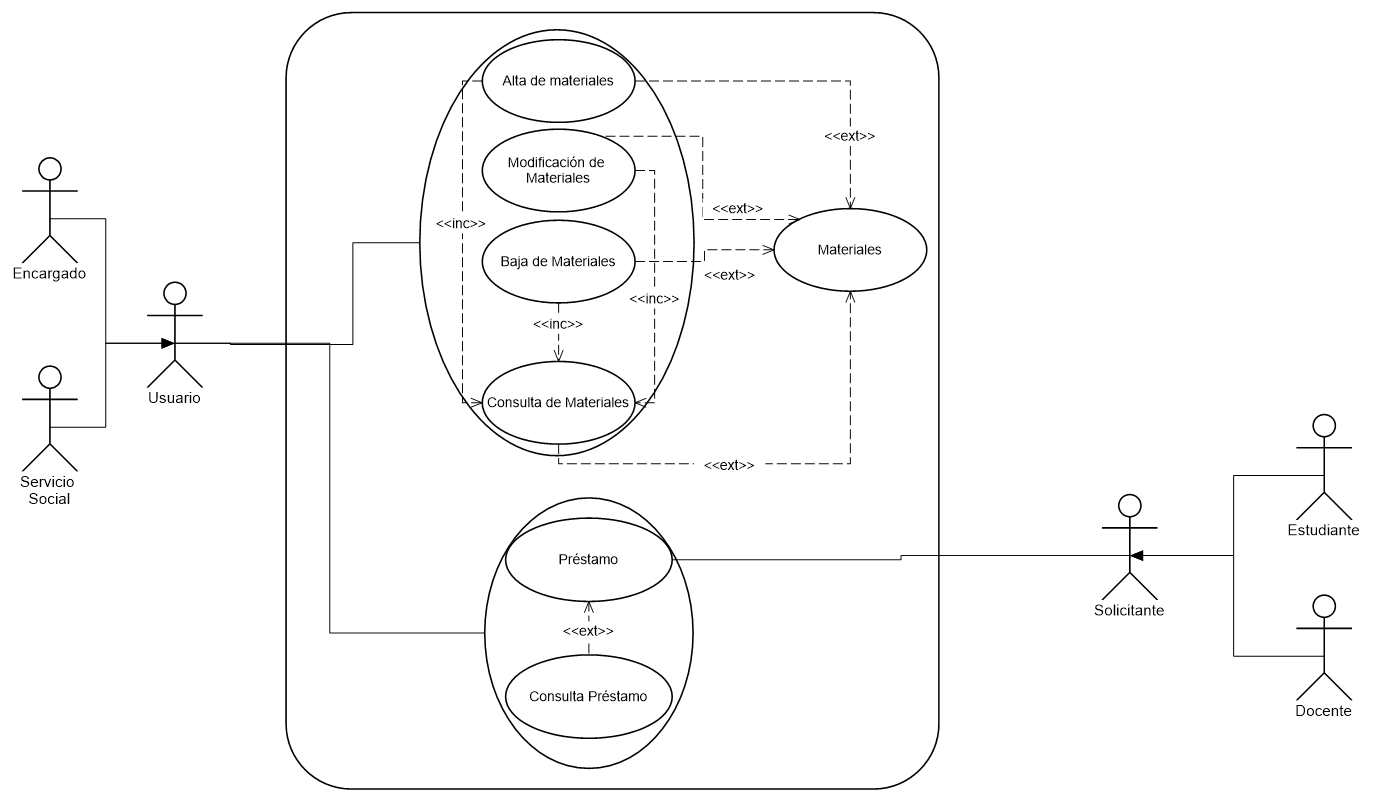 Alta de materiales
<<ext>>
Modificación de
Materiales
<<ext>>
<<inc>>
Materiales
Baja de Materiales
<<ext>>
<<inc>>
<<inc>>
Consulta de Materiales
<<ext>>
Encargado
Usuario
Servicio
Social
Préstamo
<<ext>>
Consulta Préstamo
Solicitante
Estudiante
Docente